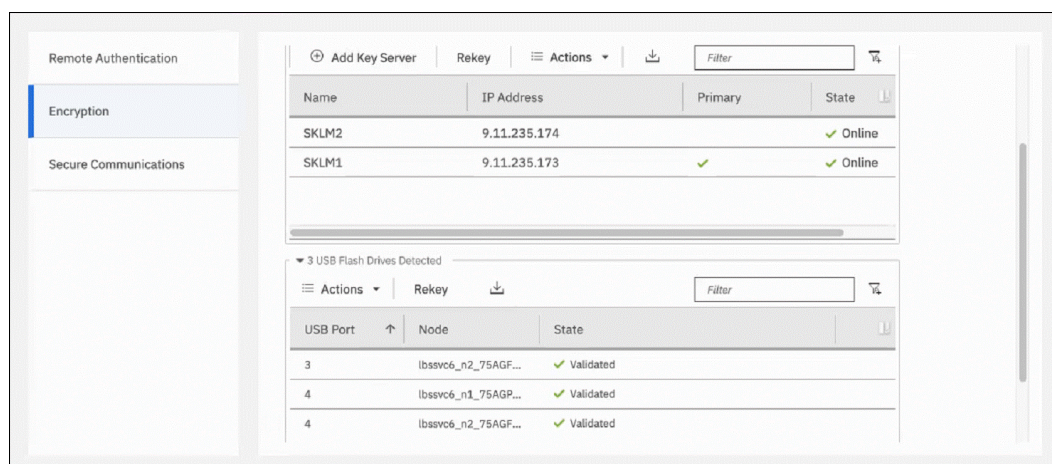 Remote Authentication
Encryption
Secure Communications
Add Key Server Rekey Actions Filter
Name IP Address Primary State
SKLM2 9.11.235.174 Online
SKLM1 9.11.235.173 Online
3 USB Flash Drives Detected
Actions Rekey Filter
USB Port Node State
3 lbssvc6_n2_75AGF... Validated
4 lbssvc6_n1_75AGP... Validated
4 lbssvc6_n2_75AGF... Validated